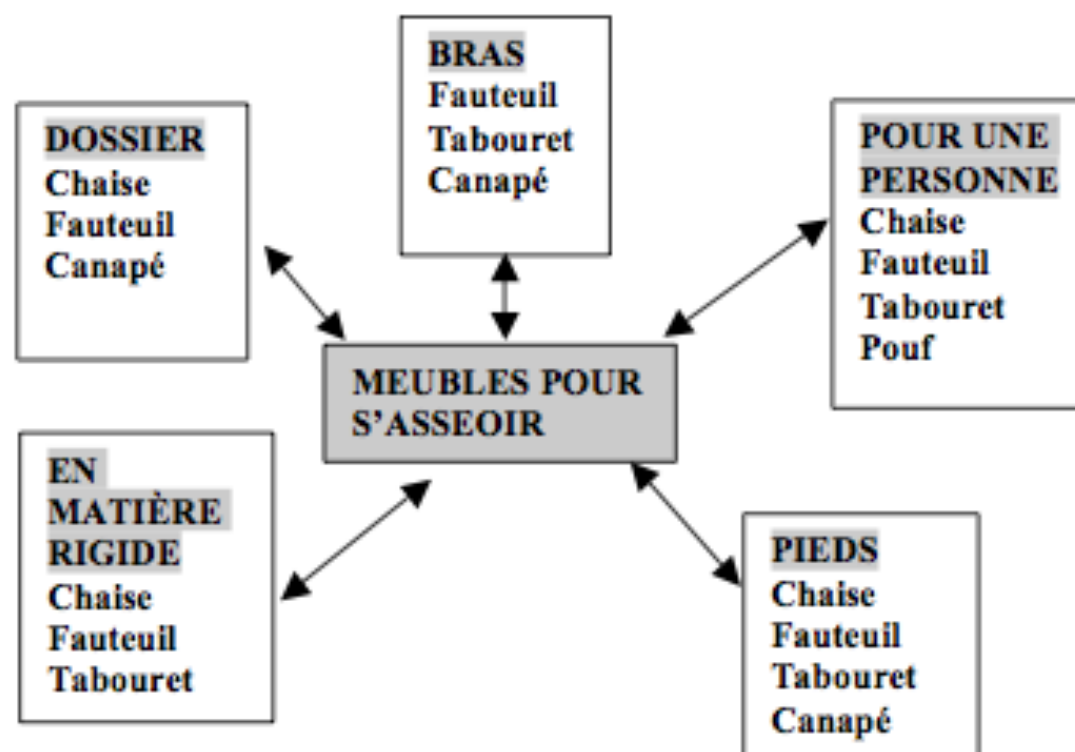 BRAS
Fauteuil
Tabouret
Canapé
DOSSIER
Chaise
Fauteuil
Canapé
POUR UNE
PERSONNE
Chaise
Fauteuil
Tabouret
Pouf
MEUBLES POUR
S’ASSEOIR
EN
MATIÈRE
RIGIDE
Chaise
Fauteuil
Tabouret
PIEDS
Chaise
Fauteuil
Tabouret
Canapé